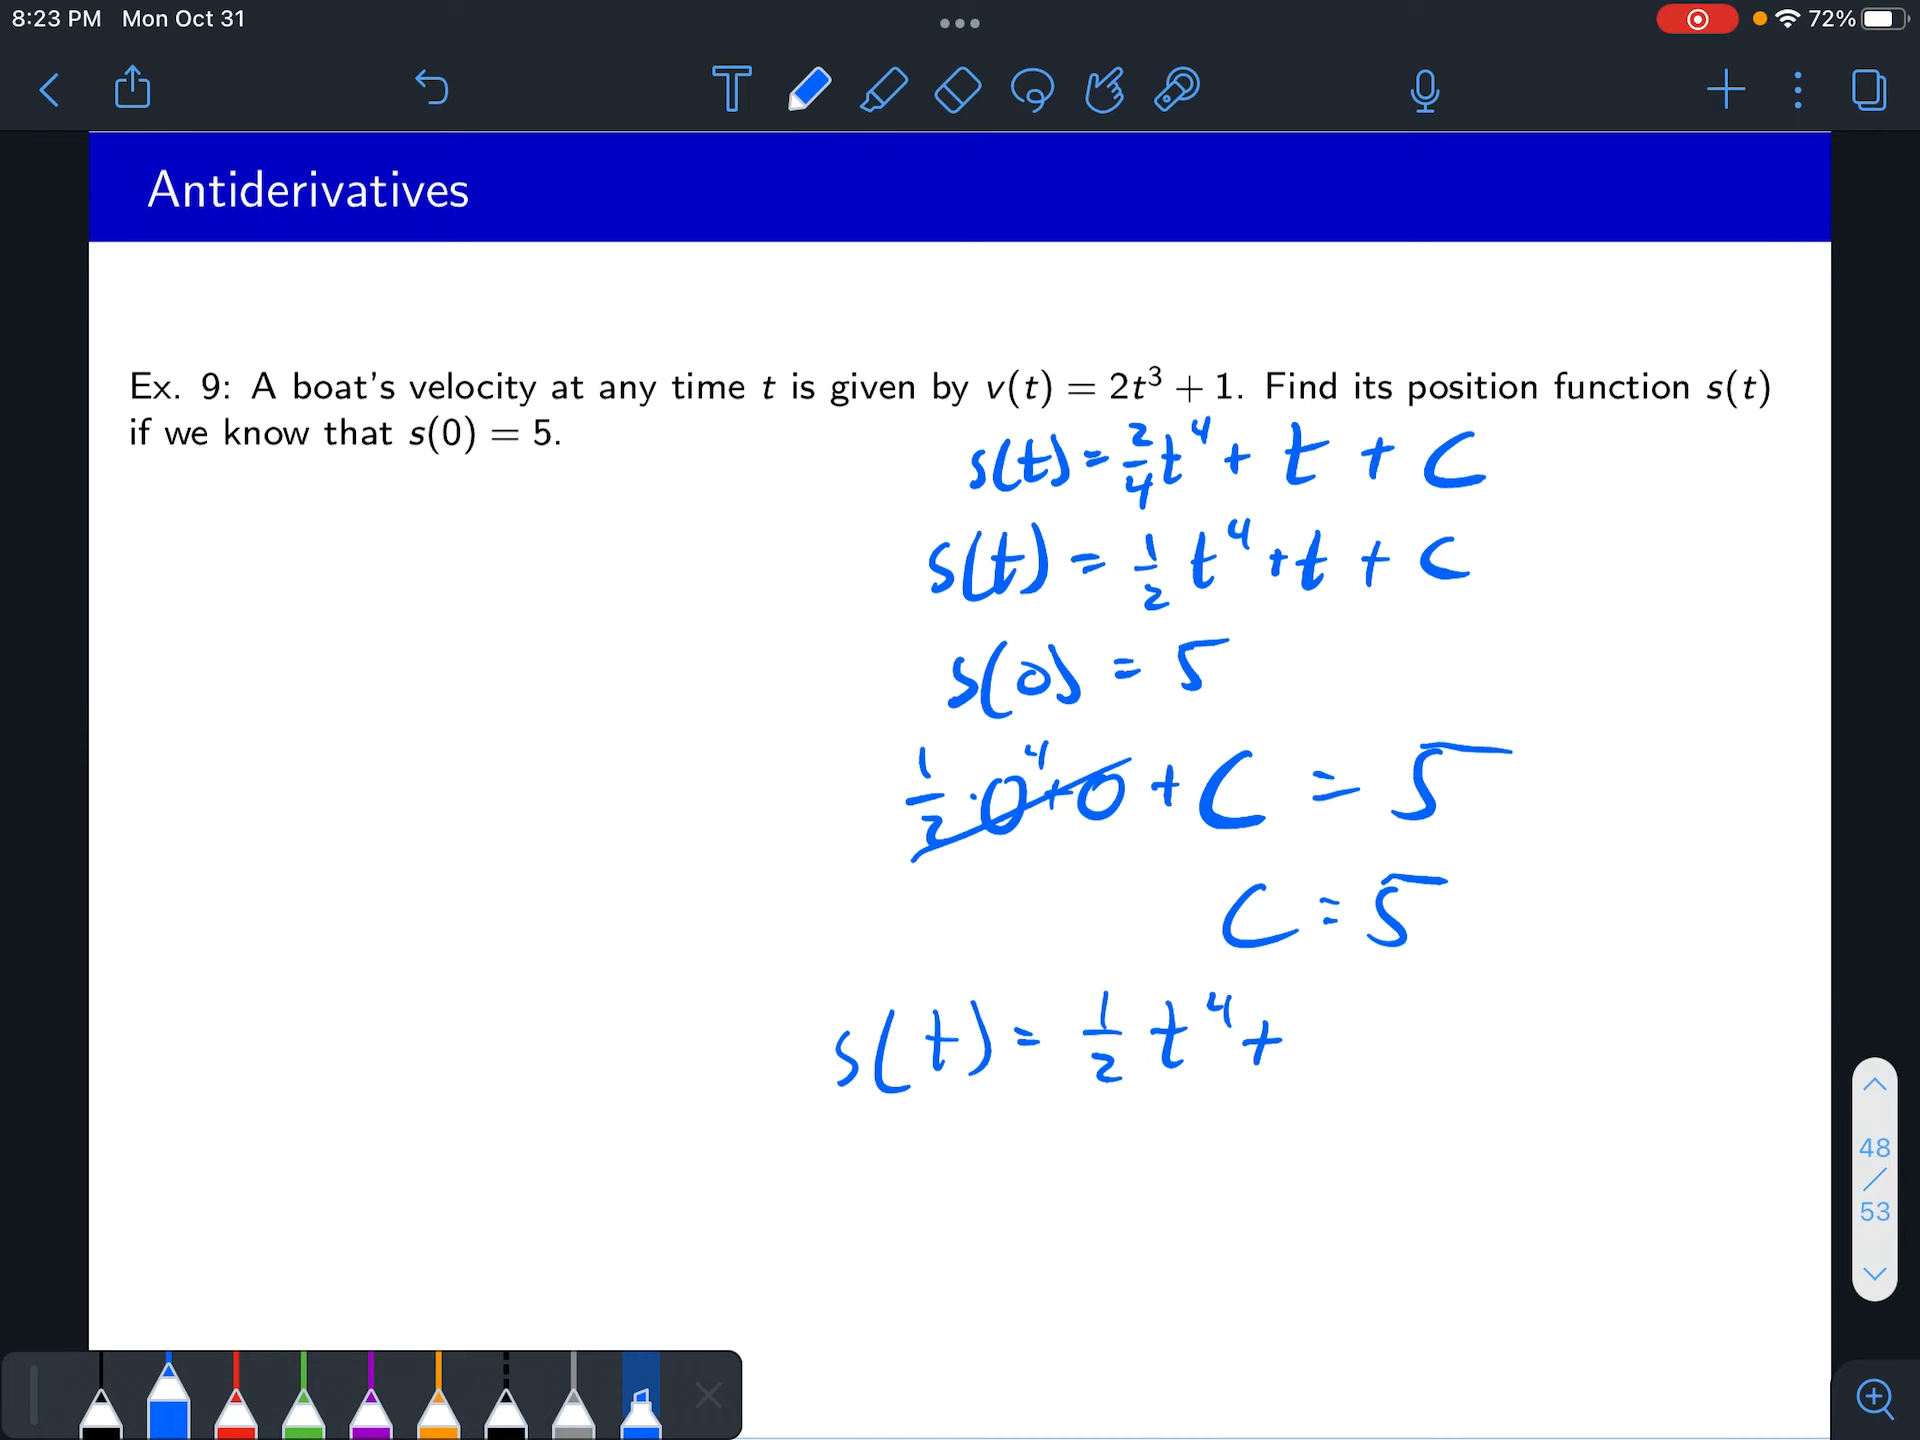 8:23 PM Mon Oct 31
72%
Antiderivatives
Ex. 9: A boat's velocity at any time t is given by v(t) = 2t³ + 1. Find its position function s(t)
if we know that s(0) = 5.
s(t) = 2/4 t⁴ + t + C
s(t) = 1/2 t⁴ + t + C
s(0) = 5
1/2 · 0⁴ + 0 + C = 5
C = 5
s(t) = 1/2 t⁴ +
48
/
53